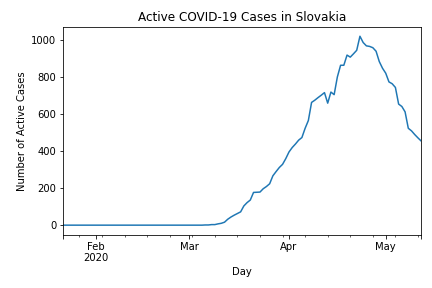 Active COVID-19 Cases in Slovakia
Number of Active Cases
1000
800
600
400
200
0
Feb
2020
Mar
Apr
May
Day